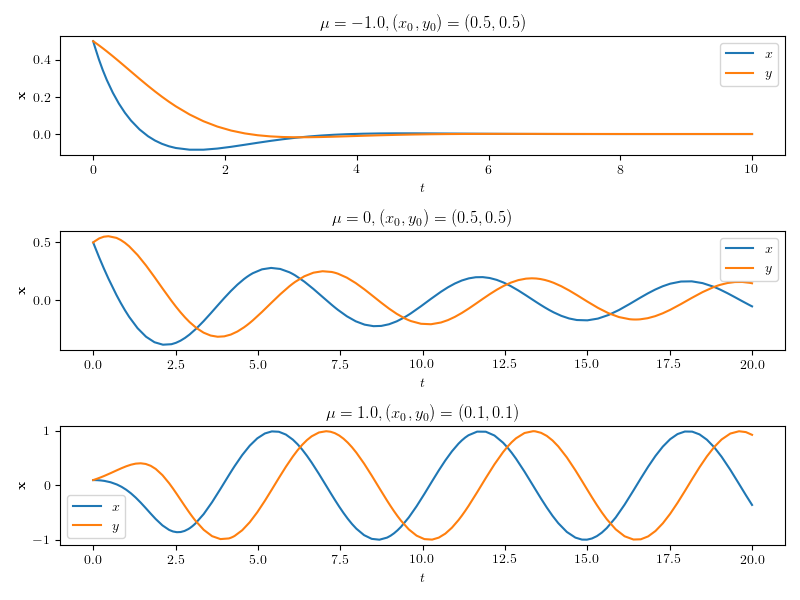 μ = −1.0, (x₀, y₀) = (0.5, 0.5)
x
0.4
0.2
0.0
x
y
0 2 4 6 8 10
t
μ = 0, (x₀, y₀) = (0.5, 0.5)
x
0.5
0.0
x
y
0.0 2.5 5.0 7.5 10.0 12.5 15.0 17.5 20.0
t
μ = 1.0, (x₀, y₀) = (0.1, 0.1)
x
1
0
−1
x
y
0.0 2.5 5.0 7.5 10.0 12.5 15.0 17.5 20.0
t